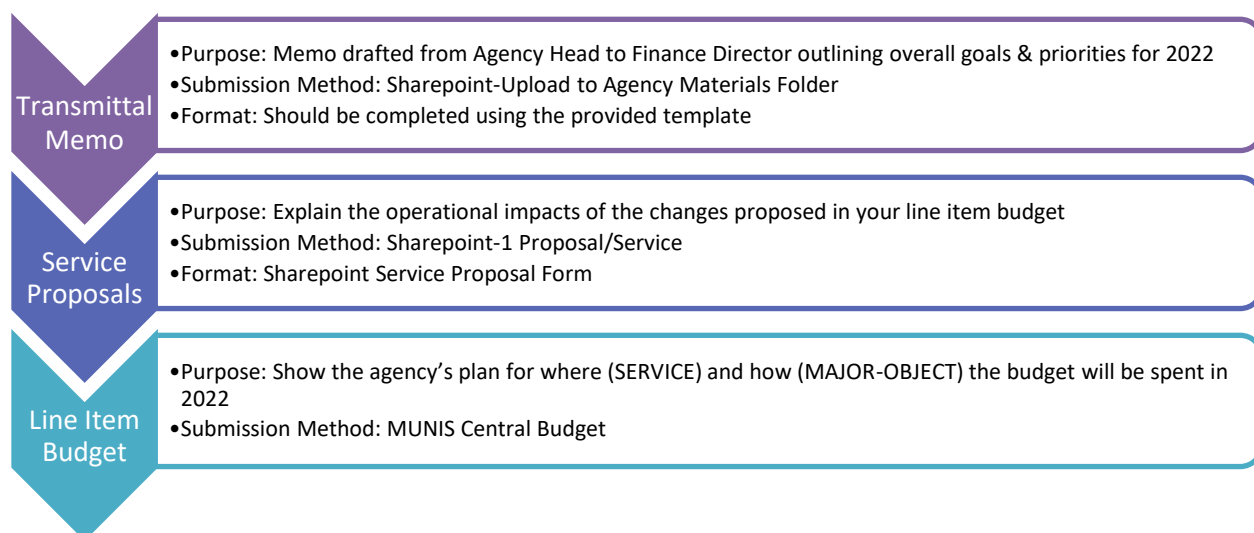 Transmittal
Memo
•Purpose: Memo drafted from Agency Head to Finance Director outlining overall goals & priorities for 2022
•Submission Method: Sharepoint-Upload to Agency Materials Folder
•Format: Should be completed using the provided template
Service
Proposals
•Purpose: Explain the operational impacts of the changes proposed in your line item budget
•Submission Method: Sharepoint-1 Proposal/Service
•Format: Sharepoint Service Proposal Form
Line Item
Budget
•Purpose: Show the agency’s plan for where (SERVICE) and how (MAJOR-OBJECT) the budget will be spent in
2022
•Submission Method: MUNIS Central Budget